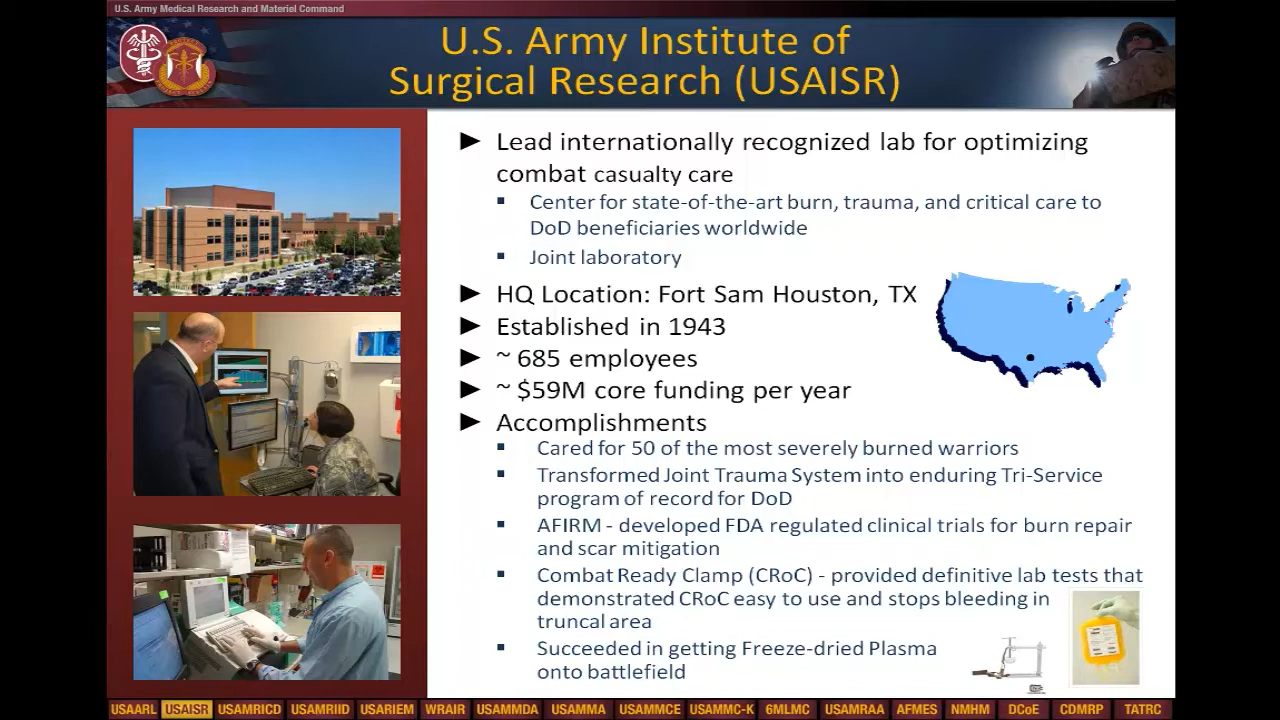 U.S. Army Medical Research and Materiel Command
U.S. Army Institute of
Surgical Research (USAISR)
► Lead internationally recognized lab for optimizing
combat casualty care
▪ Center for state-of-the-art burn, trauma, and critical care to
DoD beneficiaries worldwide
▪ Joint laboratory
► HQ Location: Fort Sam Houston, TX
► Established in 1943
► ~ 685 employees
► ~ $59M core funding per year
► Accomplishments
▪ Cared for 50 of the most severely burned warriors
▪ Transformed Joint Trauma System into enduring Tri-Service
program of record for DoD
▪ AFIRM - developed FDA regulated clinical trials for burn repair
and scar mitigation
▪ Combat Ready Clamp (CRoC) - provided definitive lab tests that
demonstrated CRoC easy to use and stops bleeding in
truncal area
▪ Succeeded in getting Freeze-dried Plasma
onto battlefield
USAARL USAISR USAMRICD USAMRIID USARIEM WRAIR USAMMDA USAMMA USAMMCE USAMMC-K 6MLMC USAMRAA AFMES NMHM DCoE CDMRP TATRC